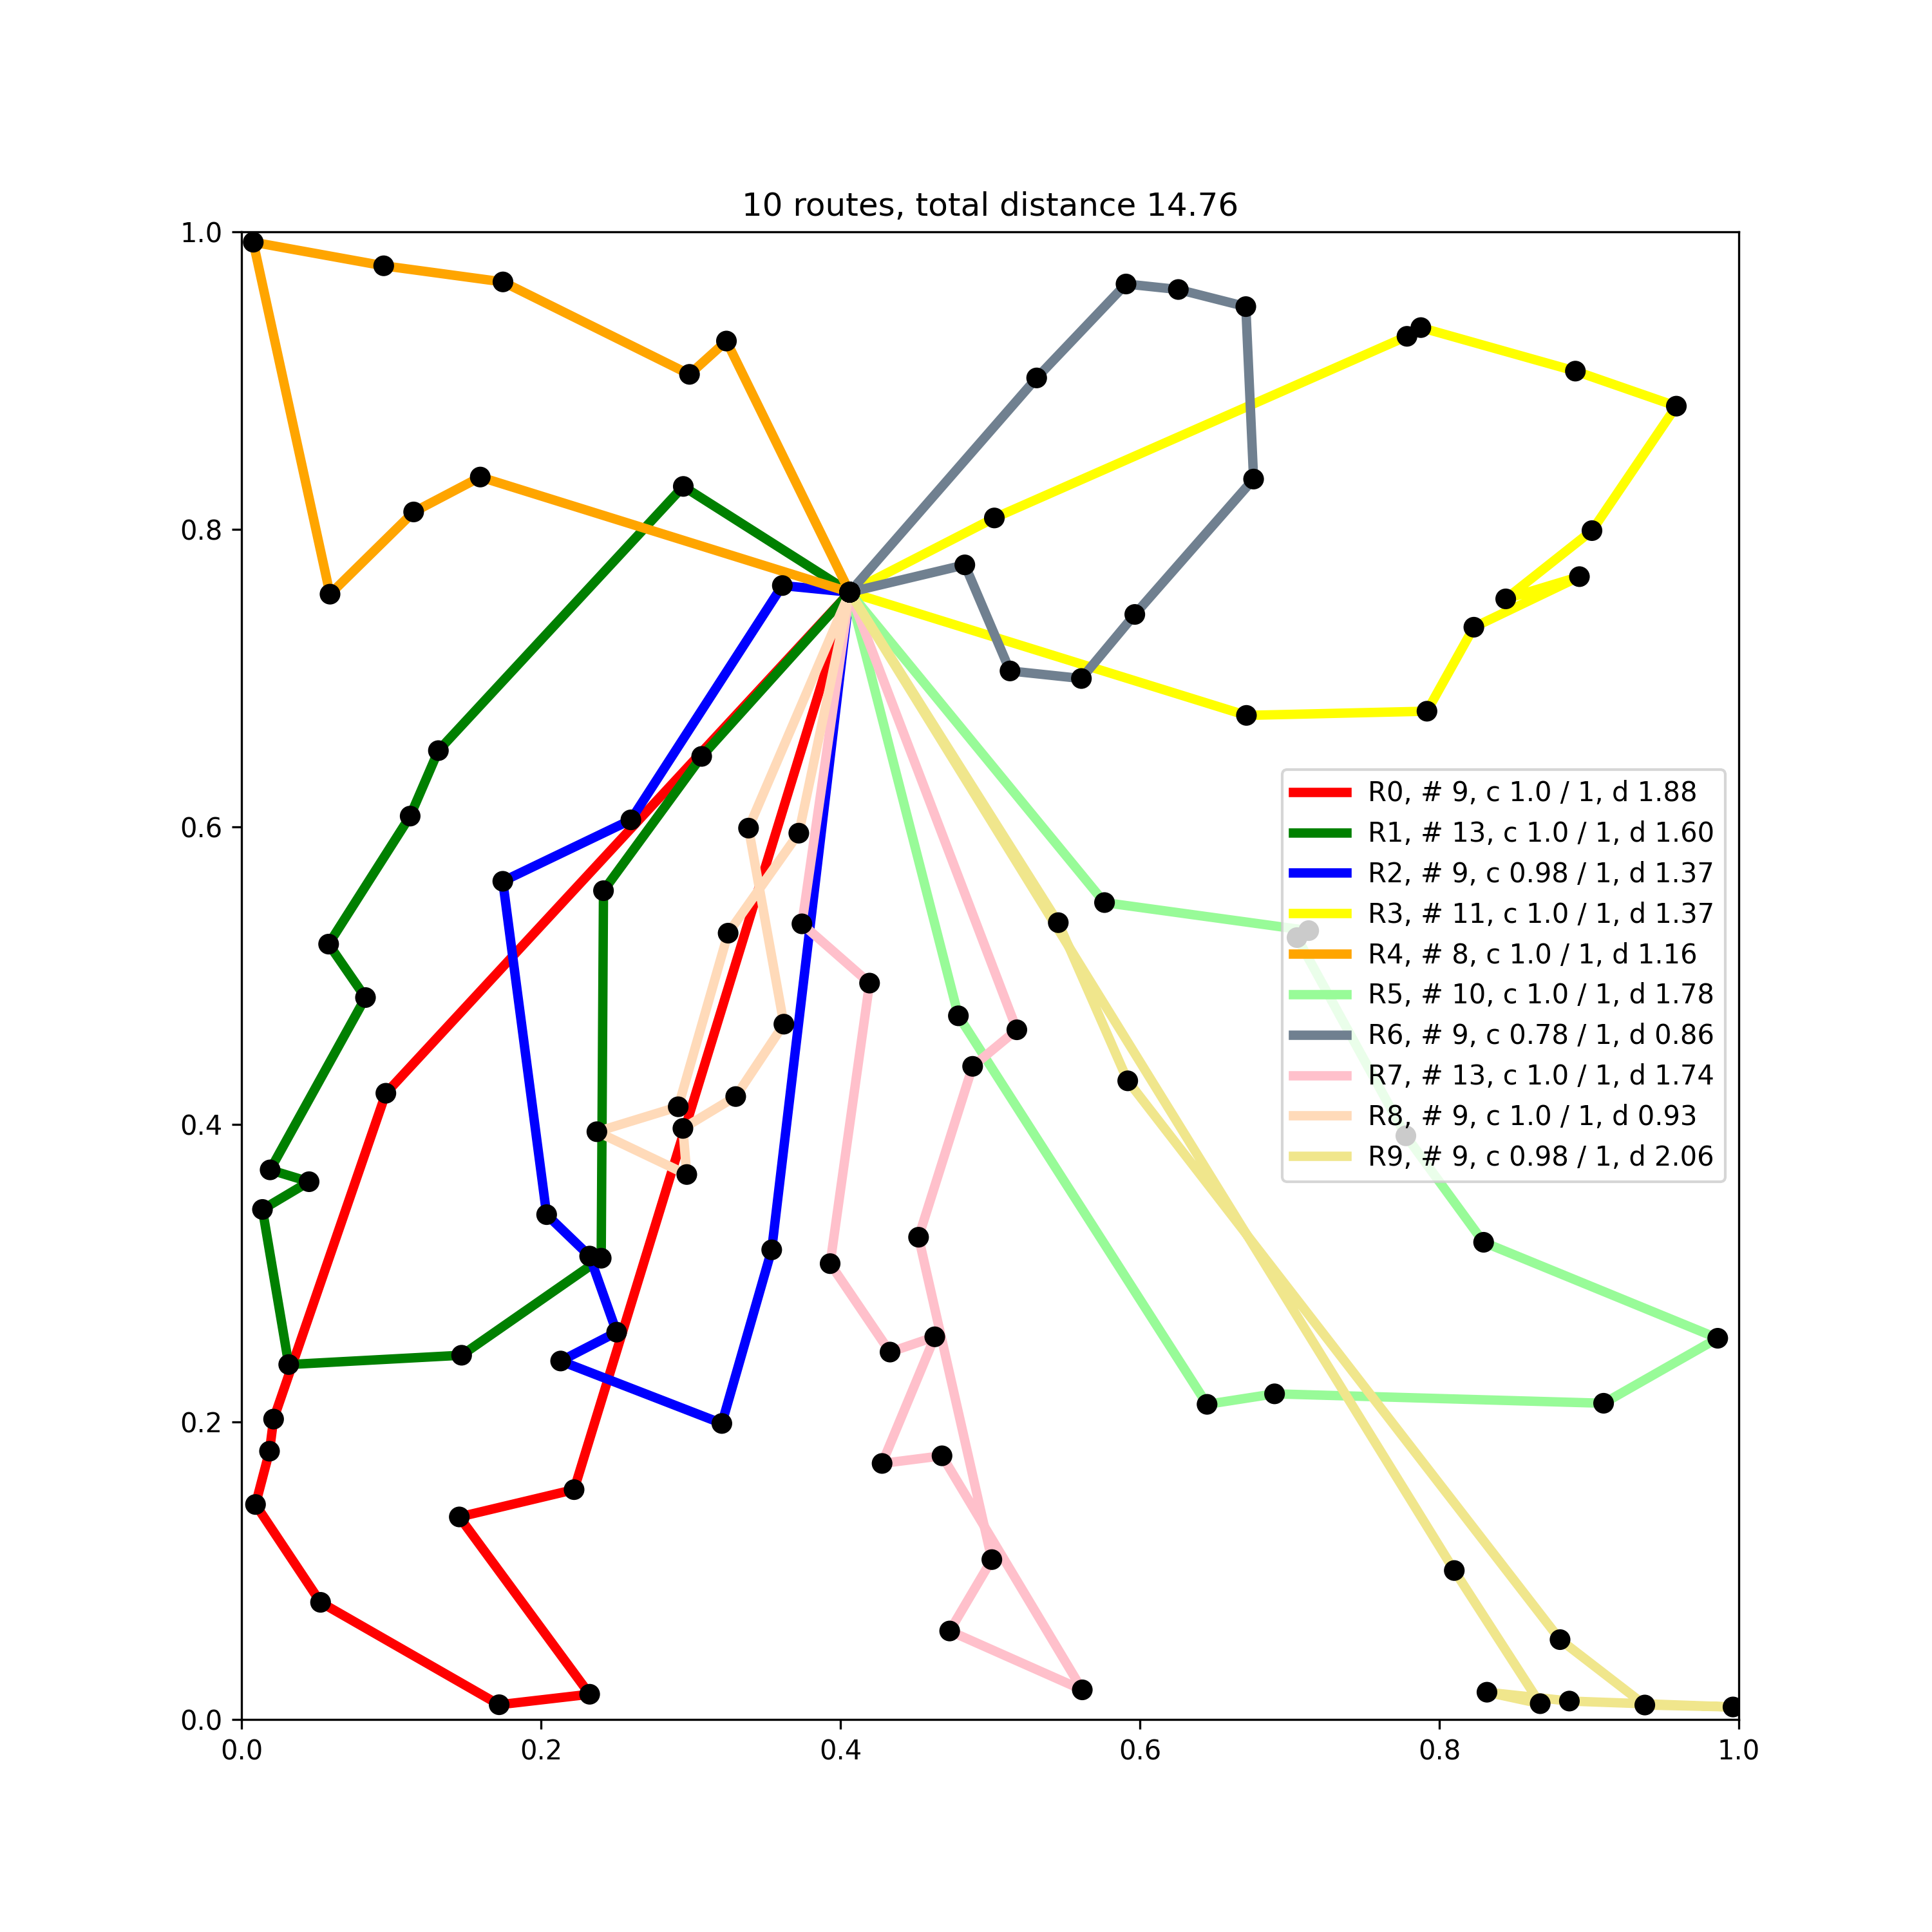 10 routes, total distance 14.76
1.0
0.8
0.6
0.4
0.2
0.0
R0, # 9, c 1.0 / 1, d 1.88
R1, # 13, c 1.0 / 1, d 1.60
R2, # 9, c 0.98 / 1, d 1.37
R3, # 11, c 1.0 / 1, d 1.37
R4, # 8, c 1.0 / 1, d 1.16
R5, # 10, c 1.0 / 1, d 1.78
R6, # 9, c 0.78 / 1, d 0.86
R7, # 13, c 1.0 / 1, d 1.74
R8, # 9, c 1.0 / 1, d 0.93
R9, # 9, c 0.98 / 1, d 2.06
0.0 0.2 0.4 0.6 0.8 1.0